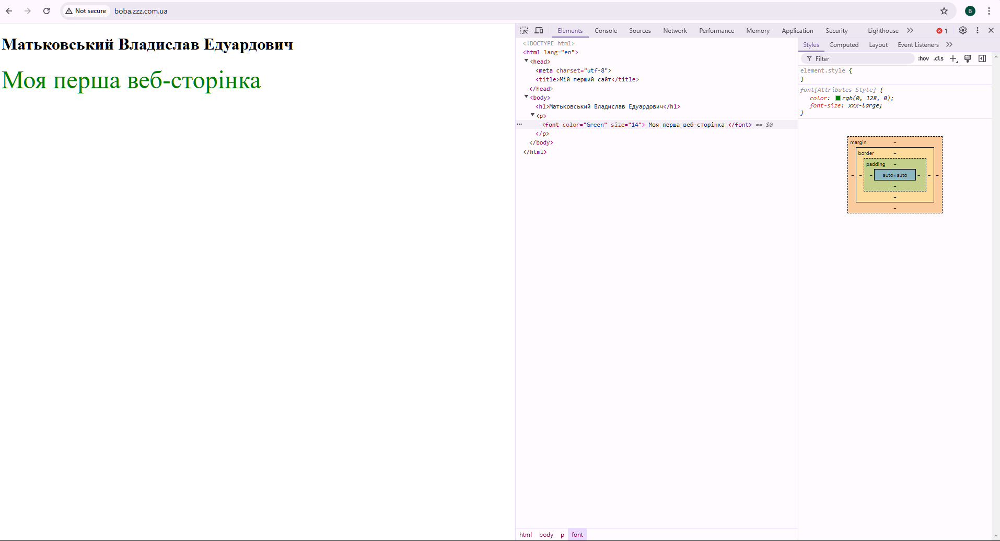 Not secure boba.zzz.com.ua B
Матьковський Владислав Едуардович
Моя перша веб-сторінка
Elements Console Sources Network Performance Memory Application Security Lighthouse 1
<!DOCTYPE html>
<html lang="en">
<head>
<meta charset="utf-8">
<title>Мій перший сайт</title>
</head>
<body>
<h1>Матьковський Владислав Едуардович</h1>
<p>
<font color="Green" size="14"> Моя перша веб-сторінка </font> == $0
</p>
</body>
</html>
html body p font
Styles Computed Layout Event Listeners
Filter :hov .cls
element.style {
}
font[Attributes Style] {
color: rgb(0, 128, 0);
font-size: xxx-large;
}
margin –
border –
padding –
– – – auto×auto – – –
–
–
–